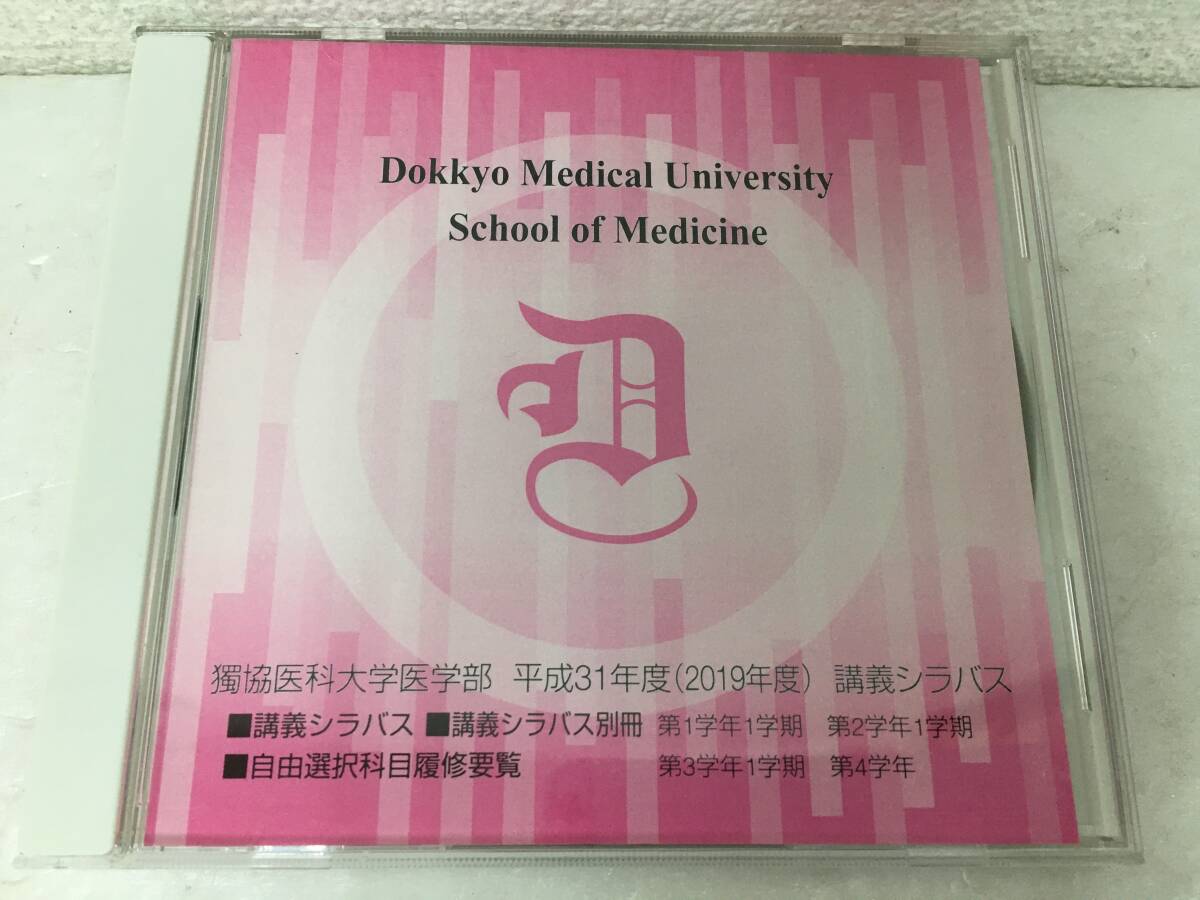 Dokkyo Medical University
School of Medicine
D
獨協医科大学医学部 平成31年度(2019年度) 講義シラバス
■講義シラバス ■講義シラバス別冊 第1学年1学期 第2学年1学期
■自由選択科目履修要覧 第3学年1学期 第4学年